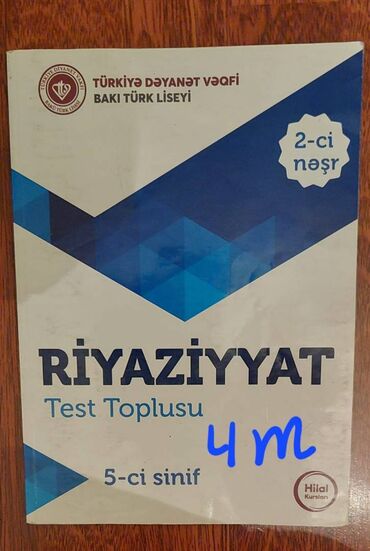 TÜRKİYƏ DƏYANƏT VƏQFİ
BAKI TÜRK LİSEYİ
2-ci
nəşr
RİYAZİYYAT
Test Toplusu
4 m
5-ci sinif
Hilal
Kursları